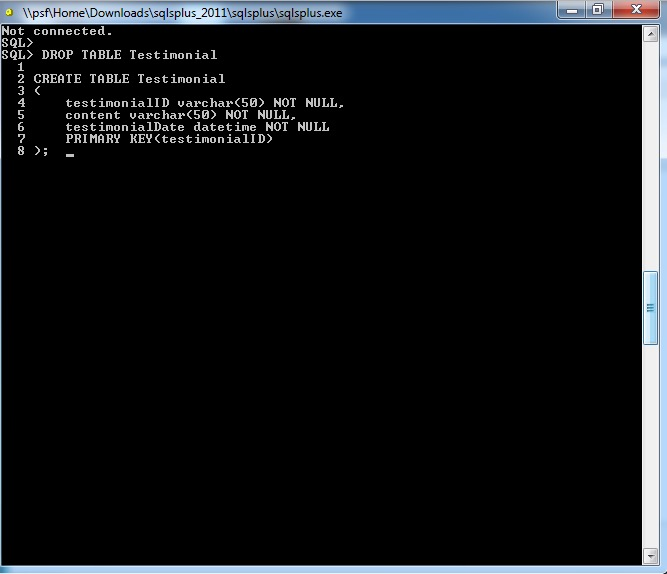 \\psf\Home\Downloads\sqlsplus_2011\sqlsplus\sqlsplus.exe
Not connected.
SQL>
SQL> DROP TABLE Testimonial
1
2 CREATE TABLE Testimonial
3 (
4     testimonialID varchar(50) NOT NULL,
5     content varchar(50) NOT NULL,
6     testimonialDate datetime NOT NULL
7     PRIMARY KEY(testimonialID)
8 );  _